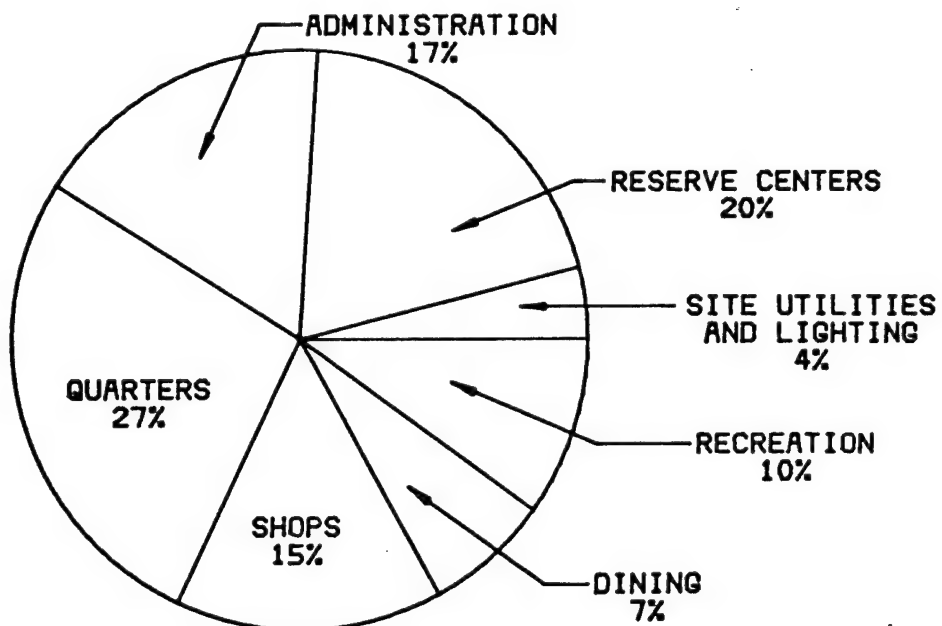 ADMINISTRATION
17%
RESERVE CENTERS
20%
SITE UTILITIES
AND LIGHTING
4%
QUARTERS
27%
RECREATION
10%
SHOPS
15%
DINING
7%